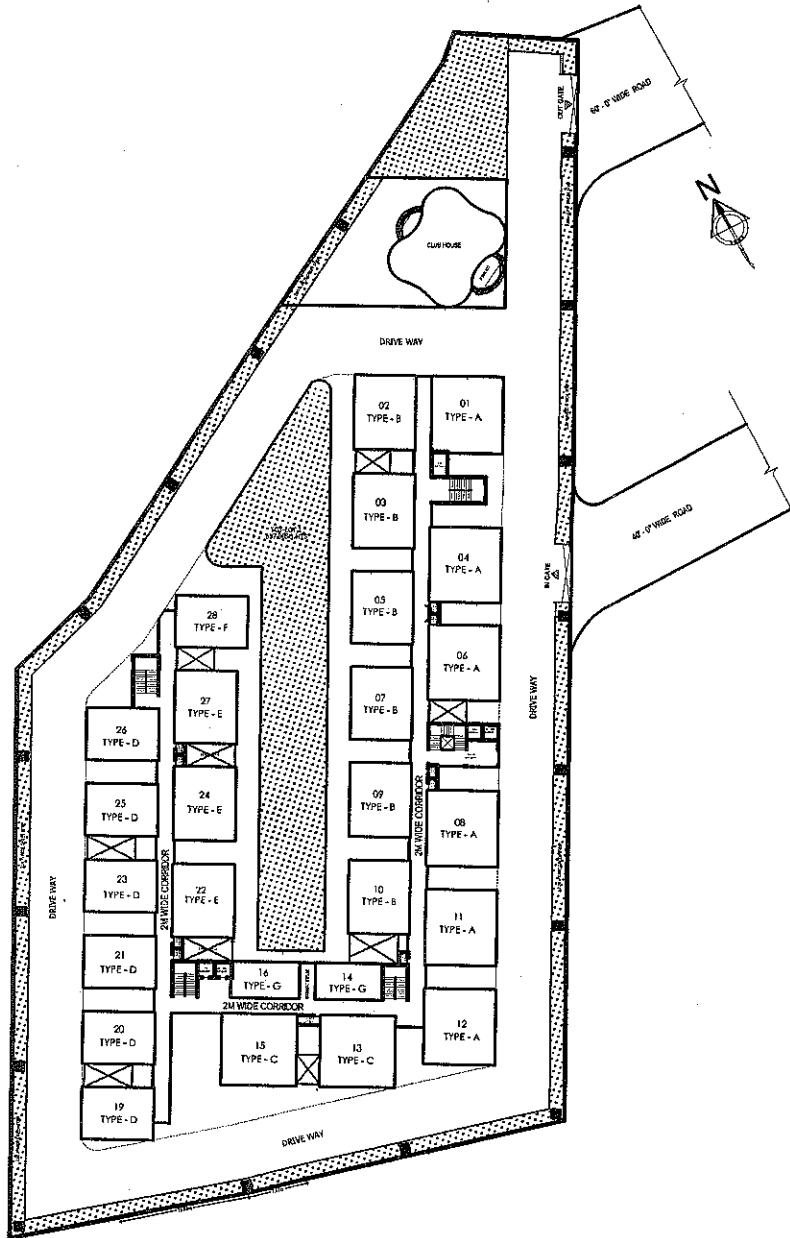 60'-0" WIDE ROAD
OUT GATE
N
CLUB HOUSE
DRIVE WAY
02
TYPE - B
01
TYPE - A
03
TYPE - B
04
TYPE - A
40'-0" WIDE ROAD
IN GATE
05
TYPE - B
28
TYPE - F
06
TYPE - A
27
TYPE - E
07
TYPE - B
DRIVE WAY
26
TYPE - D
25
TYPE - D
24
TYPE - E
09
TYPE - B
2M WIDE CORRIDOR
08
TYPE - A
DRIVE WAY
23
TYPE - D
2M WIDE CORRIDOR
22
TYPE - E
10
TYPE - B
11
TYPE - A
21
TYPE - D
16
TYPE - G
14
TYPE - G
2M WIDE CORRIDOR
20
TYPE - D
15
TYPE - C
13
TYPE - C
12
TYPE - A
19
TYPE - D
DRIVE WAY